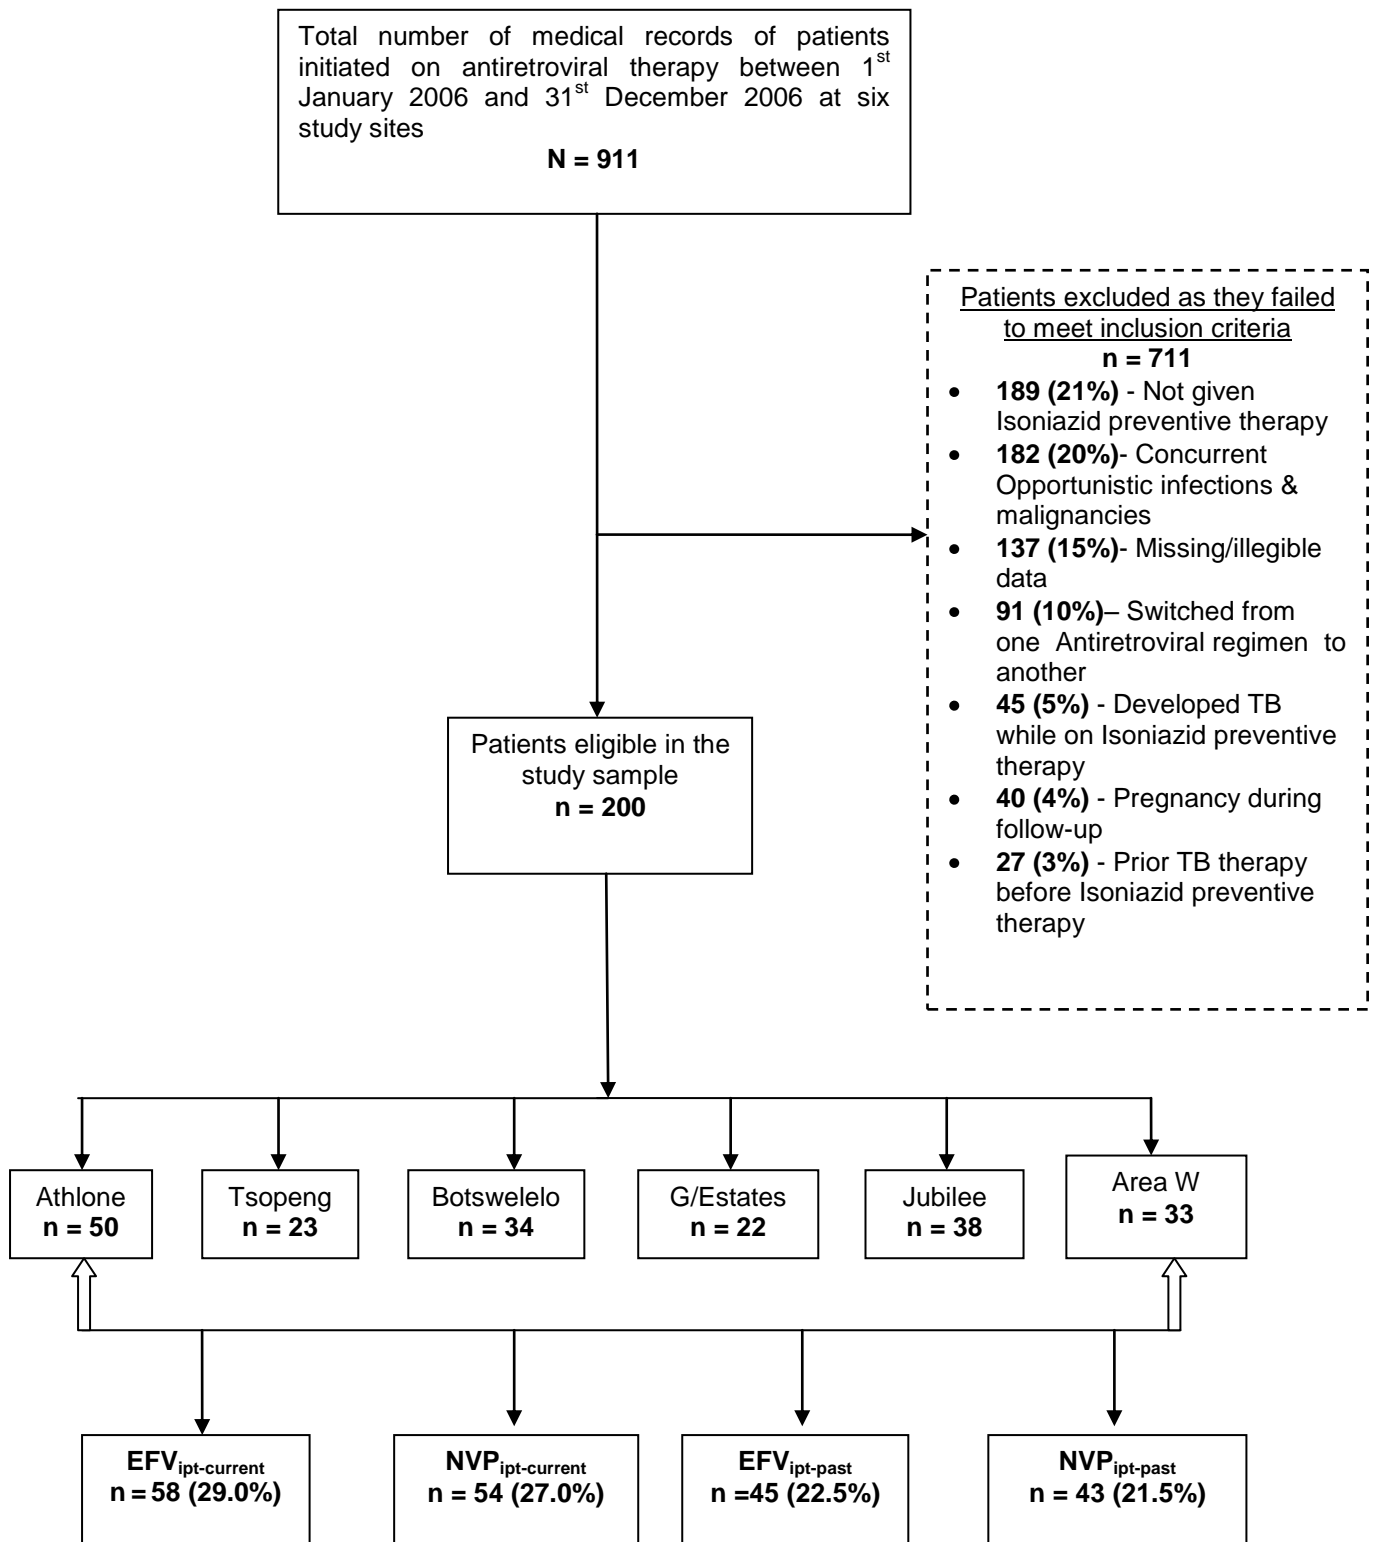 Total number of medical records of patients
initiated on antiretroviral therapy between 1st
January 2006 and 31st December 2006 at six
study sites
N = 911
Patients excluded as they failed
to meet inclusion criteria
n = 711
• 189 (21%) - Not given
Isoniazid preventive therapy
• 182 (20%)- Concurrent
Opportunistic infections &
malignancies
• 137 (15%)- Missing/illegible
data
• 91 (10%)– Switched from
one Antiretroviral regimen to
another
• 45 (5%) - Developed TB
while on Isoniazid preventive
therapy
• 40 (4%) - Pregnancy during
follow-up
• 27 (3%) - Prior TB therapy
before Isoniazid preventive
therapy
Patients eligible in the
study sample
n = 200
Athlone
n = 50
Tsopeng
n = 23
Botswelelo
n = 34
G/Estates
n = 22
Jubilee
n = 38
Area W
n = 33
EFVipt-current
n = 58 (29.0%)
NVPipt-current
n = 54 (27.0%)
EFVipt-past
n =45 (22.5%)
NVPipt-past
n = 43 (21.5%)